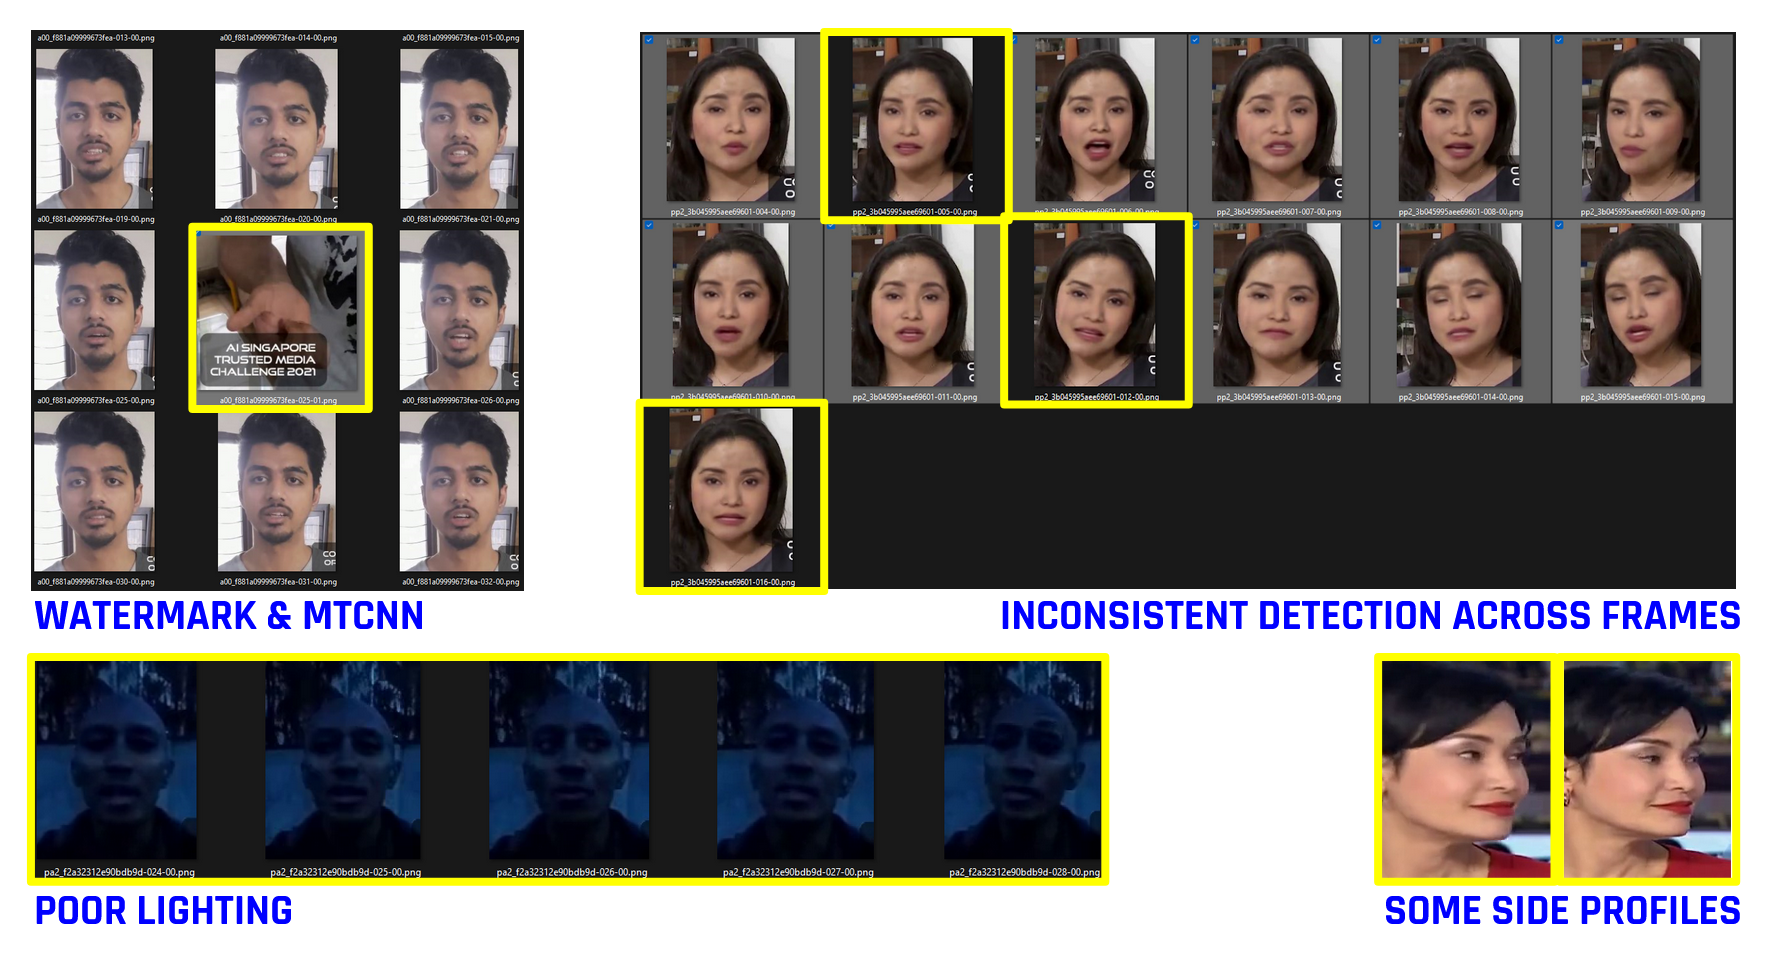 a00_f881a09999673fea-013-00.png
a00_f881a09999673fea-014-00.png
a00_f881a09999673fea-015-00.png
a00_f881a09999673fea-019-00.png
a00_f881a09999673fea-020-00.png
a00_f881a09999673fea-021-00.png
AI SINGAPORE
TRUSTED MEDIA
CHALLENGE 2021
a00_f881a09999673fea-025-00.png
a00_f881a09999673fea-025-01.png
a00_f881a09999673fea-026-00.png
CO
OF
a00_f881a09999673fea-030-00.png
a00_f881a09999673fea-031-00.png
a00_f881a09999673fea-032-00.png
WATERMARK & MTCNN
pp2_3b045995aee69601-004-00.png
pp2_3b045995aee69601-005-00.png
pp2_3b045995aee69601-006-00.png
pp2_3b045995aee69601-007-00.png
pp2_3b045995aee69601-008-00.png
pp2_3b045995aee69601-009-00.png
pp2_3b045995aee69601-010-00.png
pp2_3b045995aee69601-011-00.png
pp2_3b045995aee69601-012-00.png
pp2_3b045995aee69601-013-00.png
pp2_3b045995aee69601-014-00.png
pp2_3b045995aee69601-015-00.png
pp2_3b045995aee69601-016-00.png
INCONSISTENT DETECTION ACROSS FRAMES
pa2_f2a32312e90bdb9d-024-00.png
pa2_f2a32312e90bdb9d-025-00.png
pa2_f2a32312e90bdb9d-026-00.png
pa2_f2a32312e90bdb9d-027-00.png
pa2_f2a32312e90bdb9d-028-00.png
POOR LIGHTING
SOME SIDE PROFILES